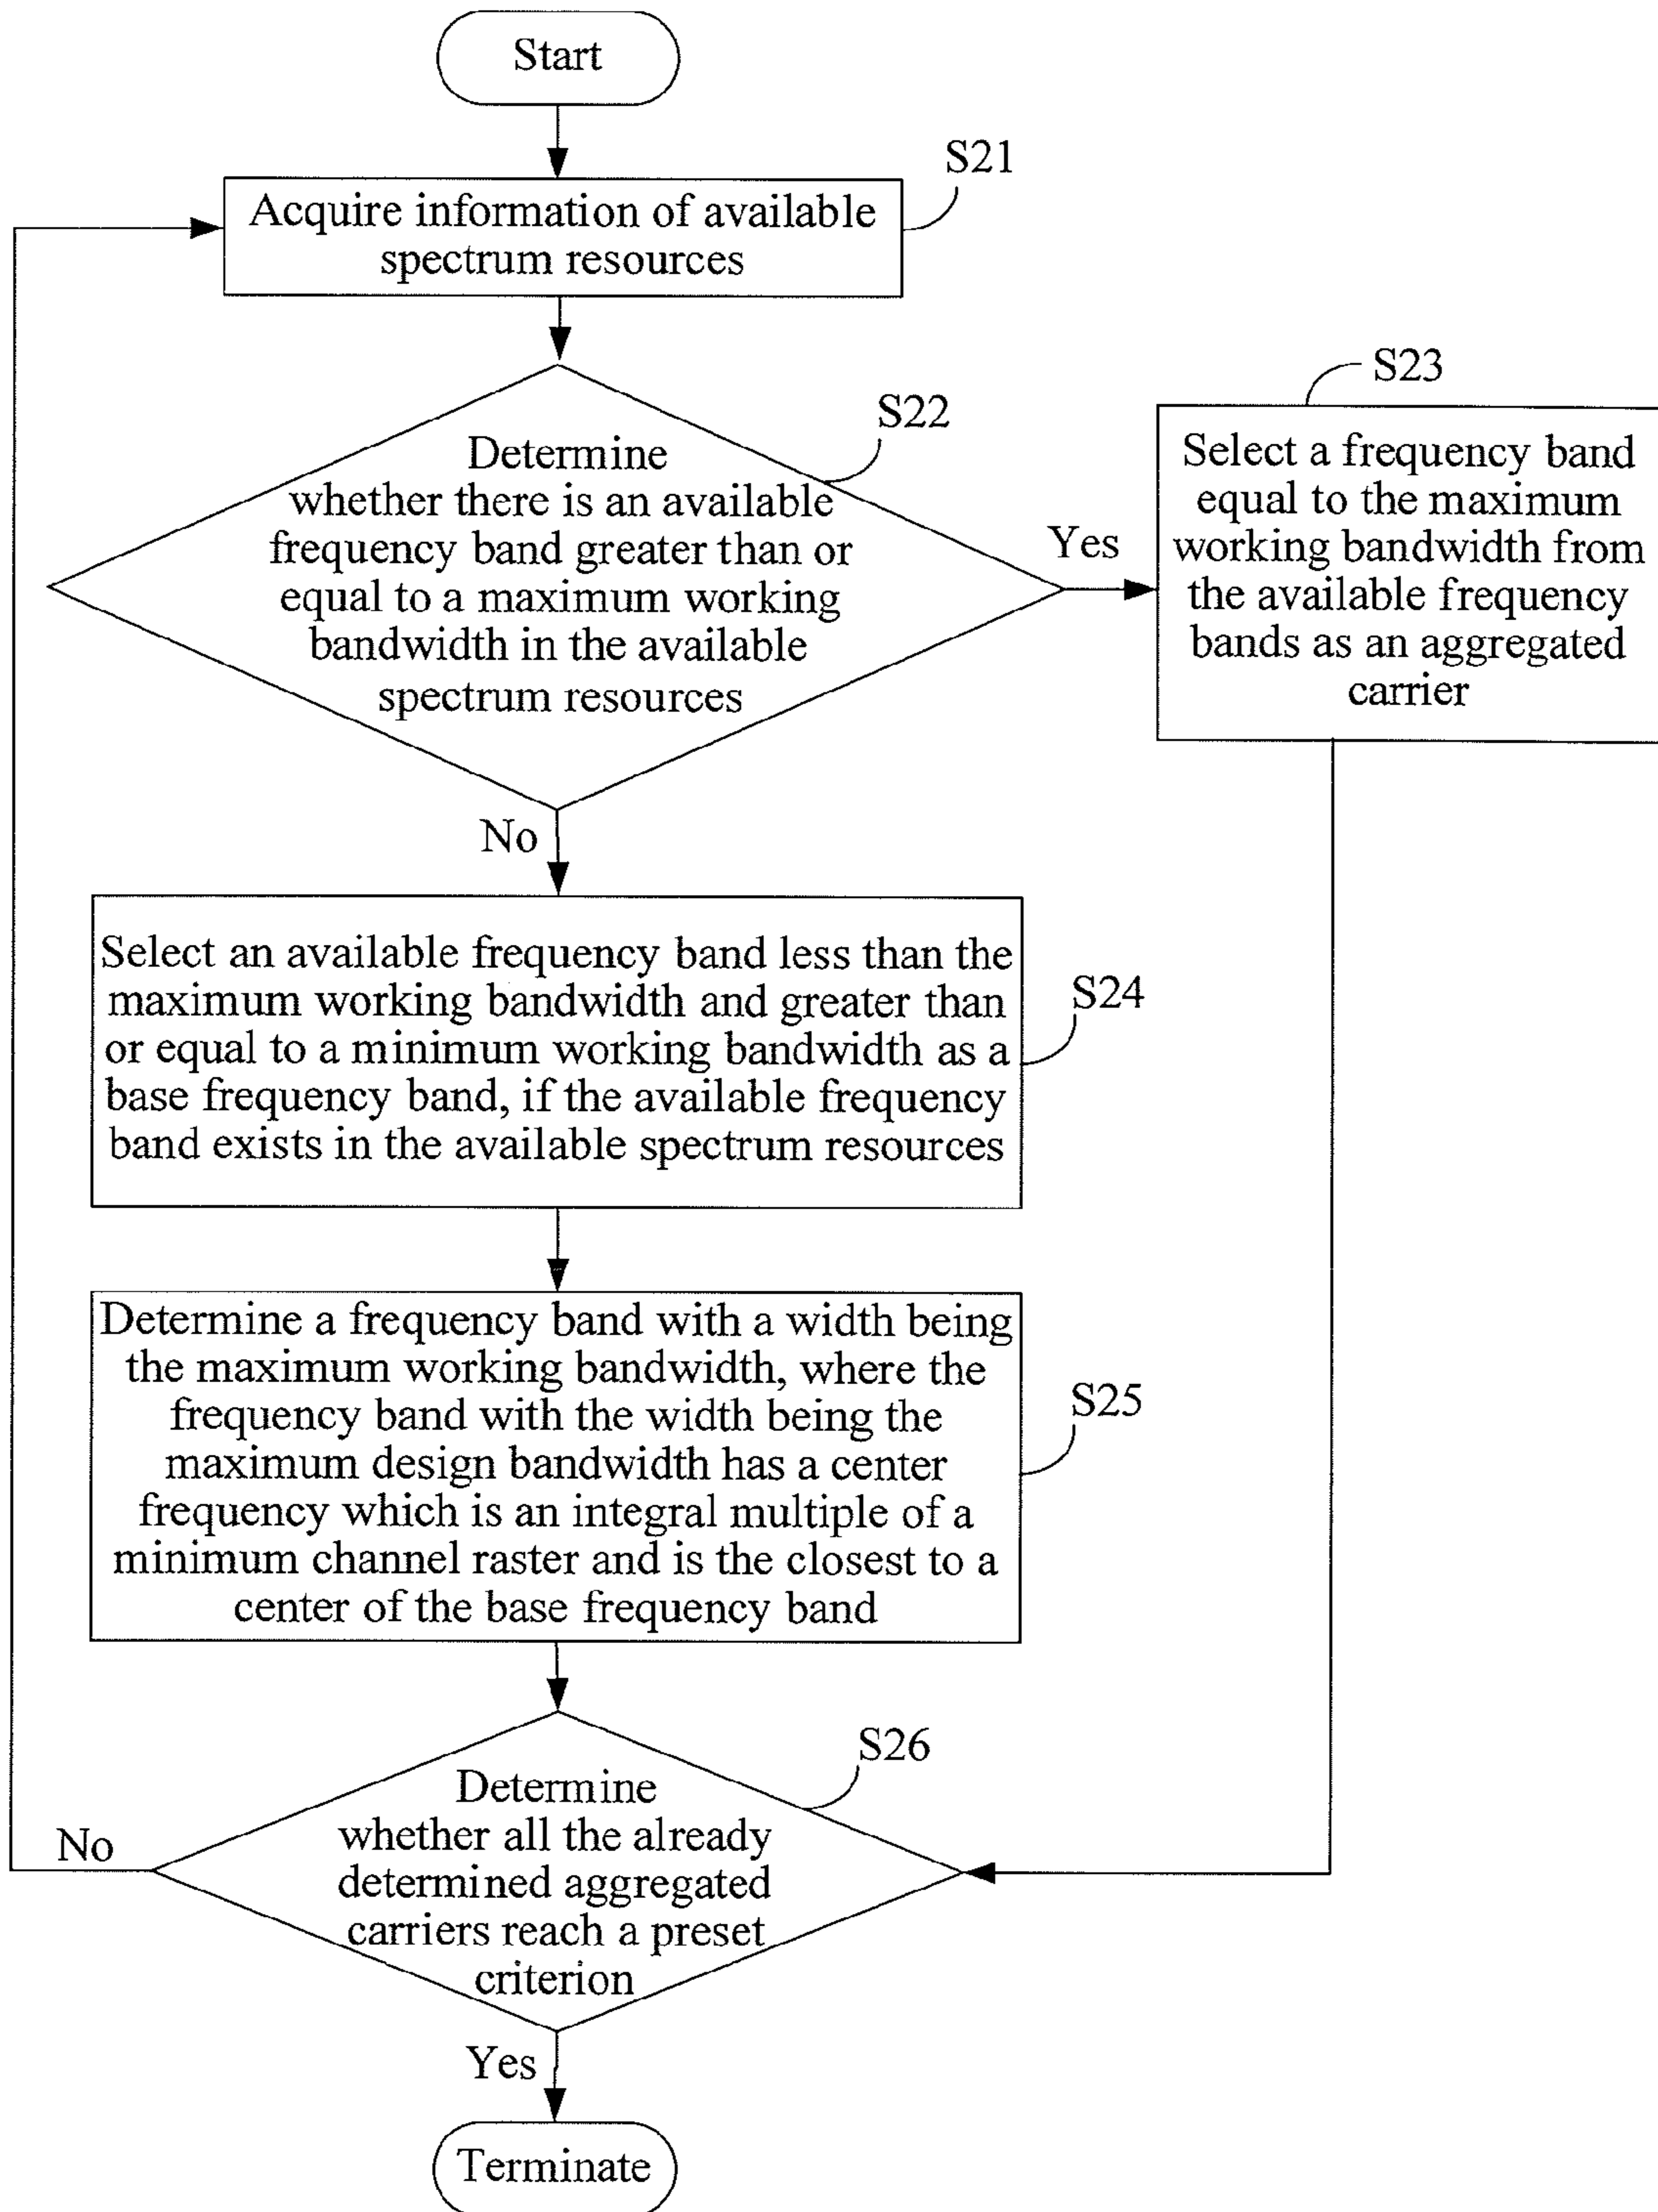 Start
S21
Acquire information of available
spectrum resources
S22
Determine
whether there is an available
frequency band greater than or
equal to a maximum working
bandwidth in the available
spectrum resources
Yes
S23
Select a frequency band
equal to the maximum
working bandwidth from
the available frequency
bands as an aggregated
carrier
No
Select an available frequency band less than the
maximum working bandwidth and greater than
or equal to a minimum working bandwidth as a
base frequency band, if the available frequency
band exists in the available spectrum resources
S24
Determine a frequency band with a width being
the maximum working bandwidth, where the
frequency band with the width being the
maximum design bandwidth has a center
frequency which is an integral multiple of a
minimum channel raster and is the closest to a
center of the base frequency band
S25
S26
Determine
whether all the already
determined aggregated
carriers reach a preset
criterion
No
Yes
Terminate